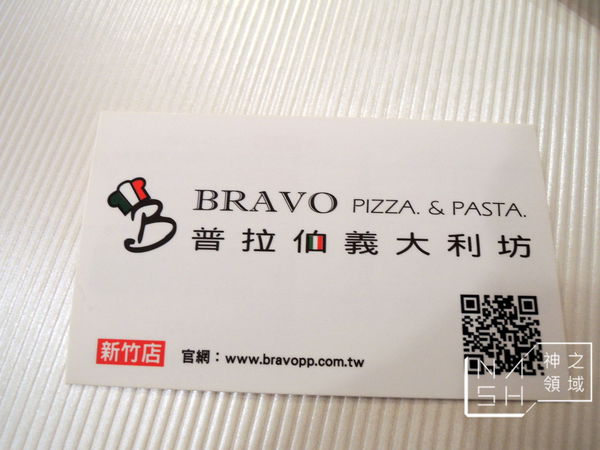 B
BRAVO PIZZA. & PASTA.
普拉伯義大利坊
新竹店 官網：www.bravopp.com.tw
NASH 神之領域